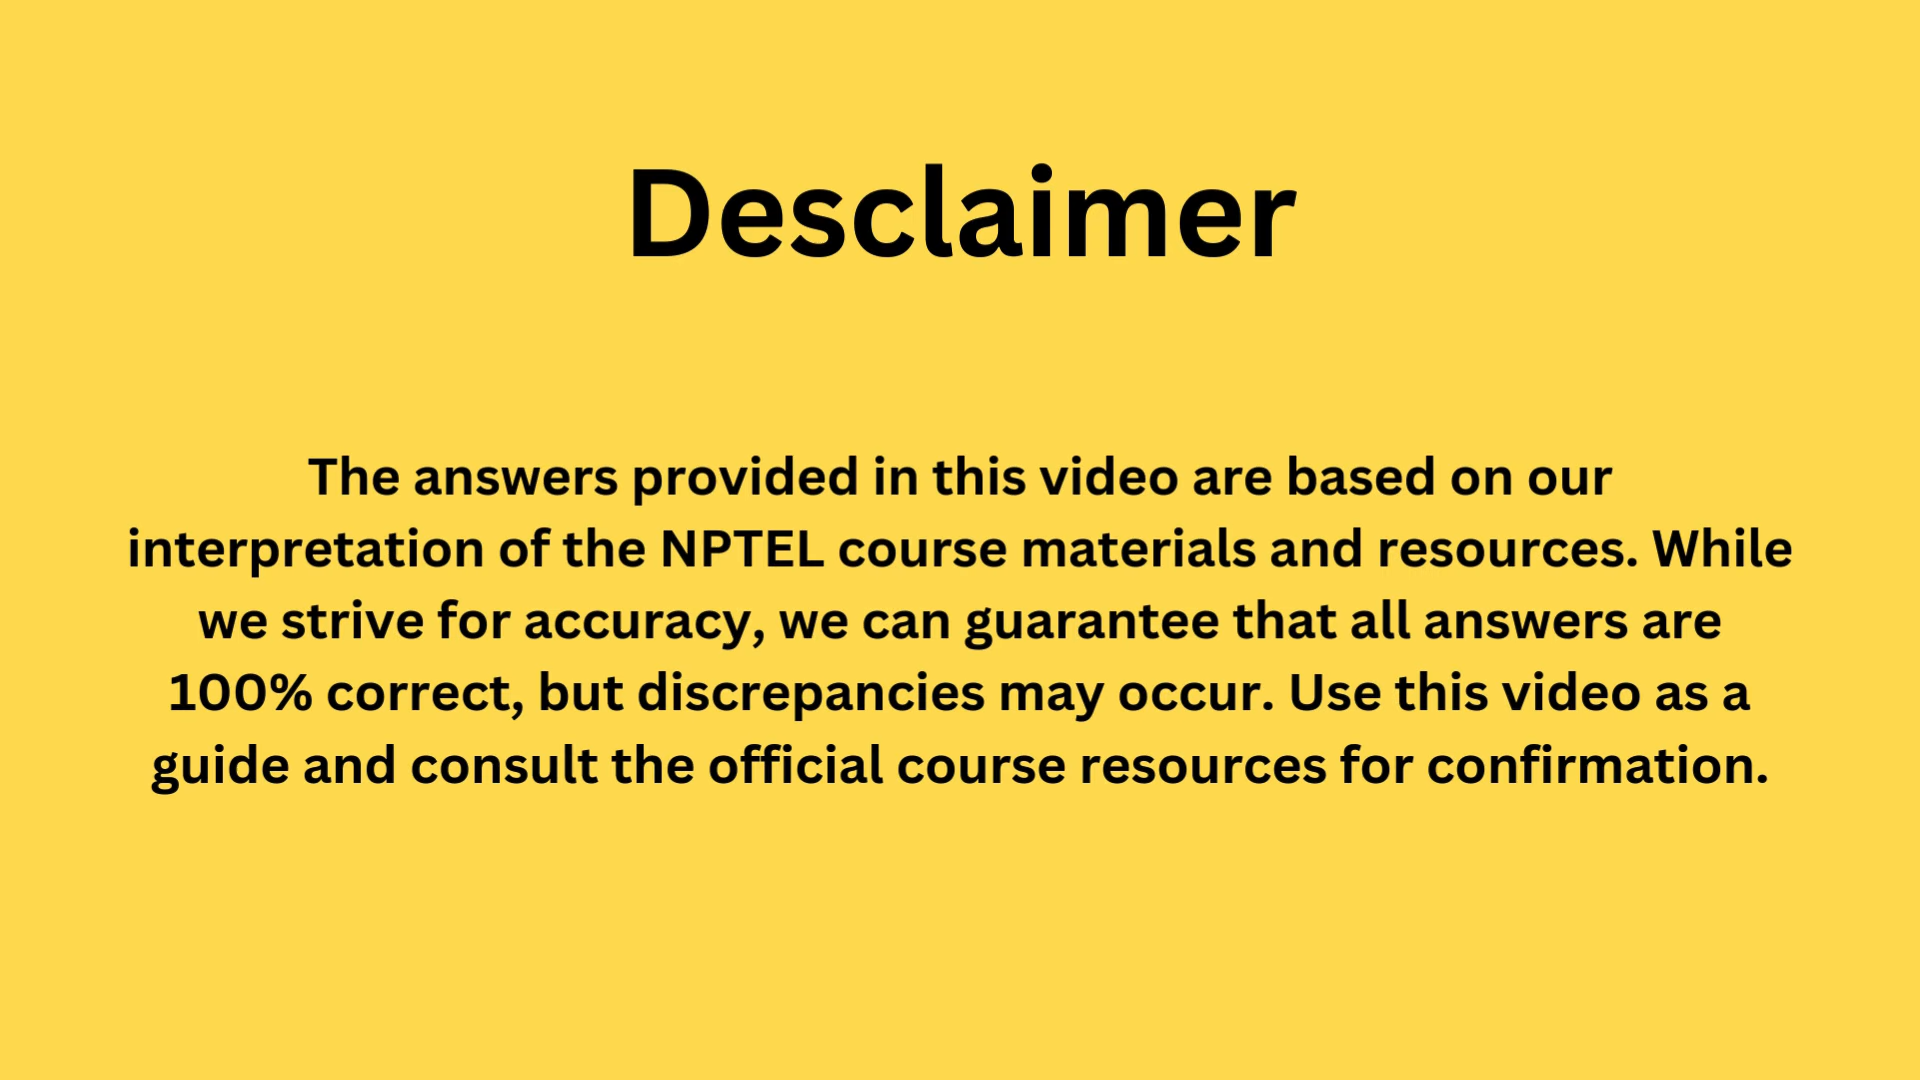 Desclaimer
The answers provided in this video are based on our
interpretation of the NPTEL course materials and resources. While
we strive for accuracy, we can guarantee that all answers are
100% correct, but discrepancies may occur. Use this video as a
guide and consult the official course resources for confirmation.